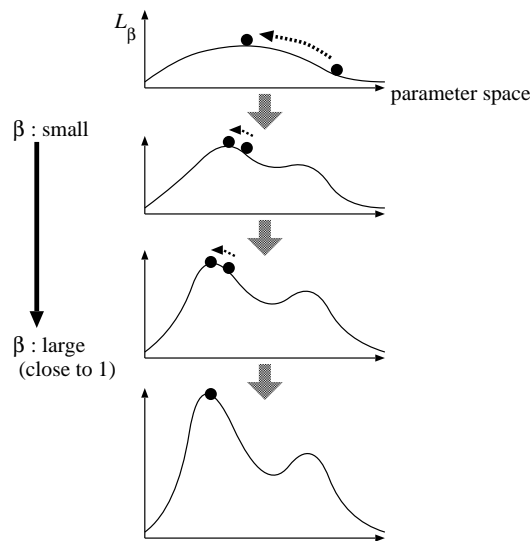 L_β
parameter space
β : small
β : large
(close to 1)